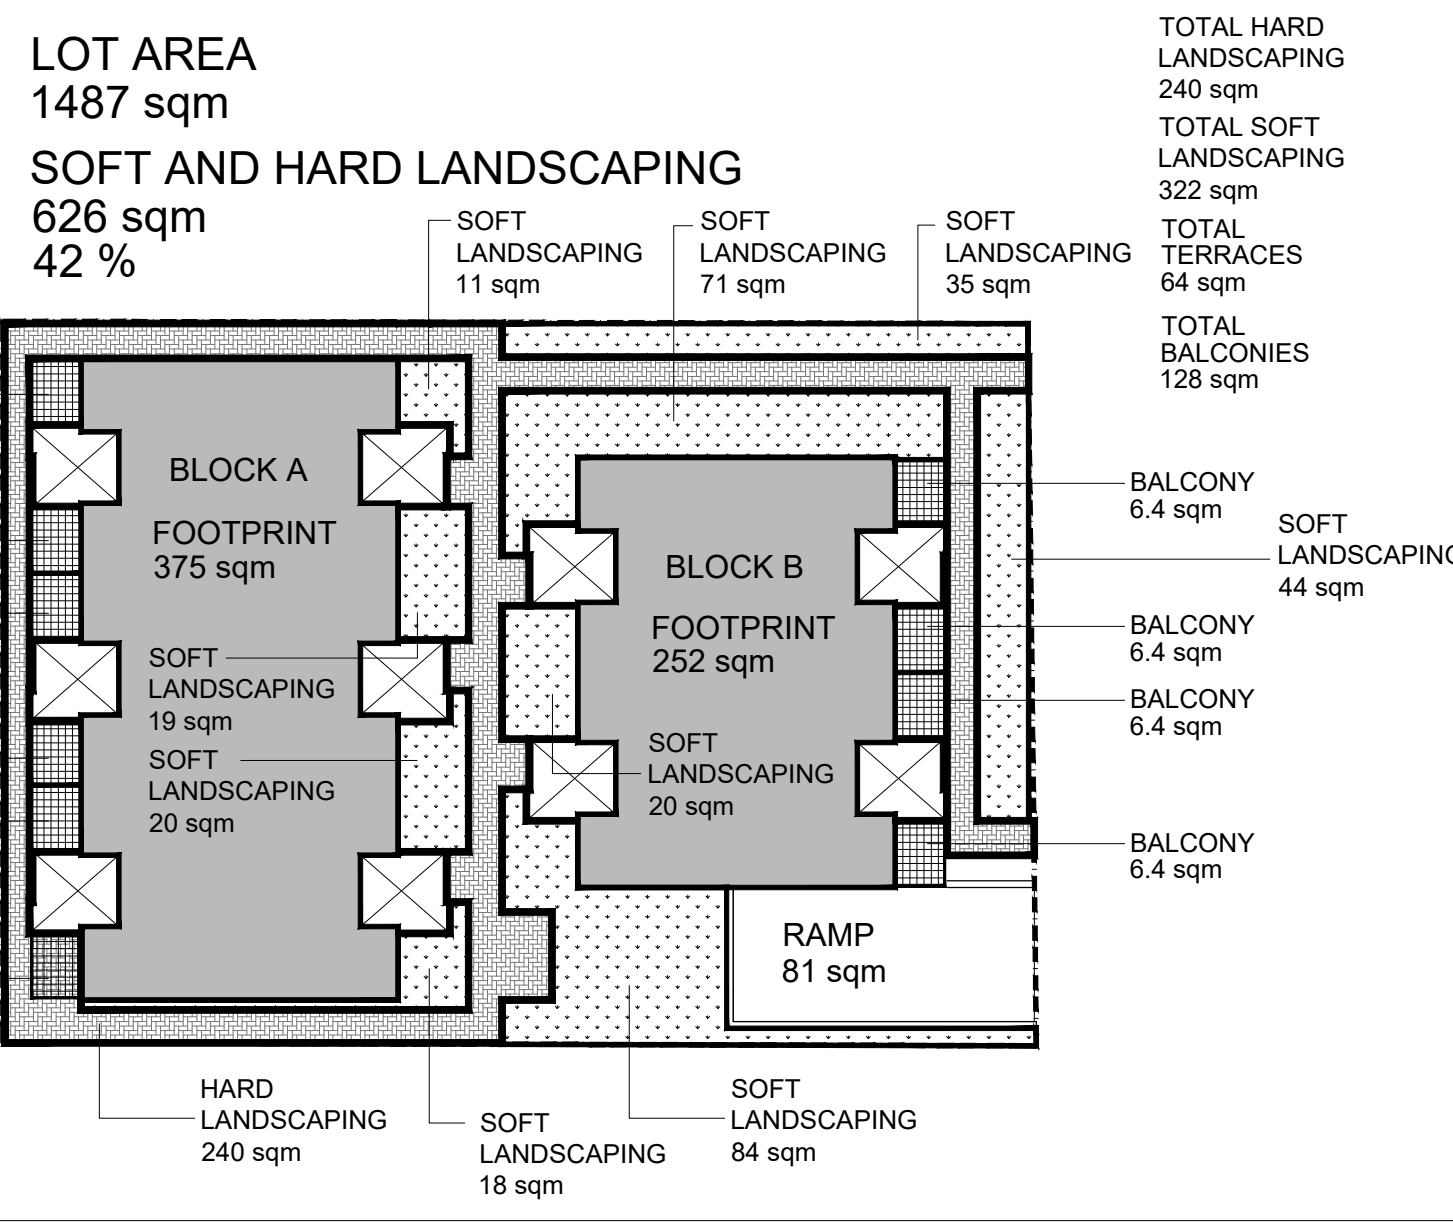 LOT AREA
1487 sqm
SOFT AND HARD LANDSCAPING
626 sqm
42 %
TOTAL HARD
LANDSCAPING
240 sqm
TOTAL SOFT
LANDSCAPING
322 sqm
TOTAL
TERRACES
64 sqm
TOTAL
BALCONIES
128 sqm
SOFT
LANDSCAPING
11 sqm
SOFT
LANDSCAPING
71 sqm
SOFT
LANDSCAPING
35 sqm
BLOCK A
FOOTPRINT
375 sqm
SOFT
LANDSCAPING
19 sqm
SOFT
LANDSCAPING
20 sqm
BLOCK B
FOOTPRINT
252 sqm
SOFT
LANDSCAPING
20 sqm
BALCONY
6.4 sqm
SOFT
LANDSCAPING
44 sqm
BALCONY
6.4 sqm
BALCONY
6.4 sqm
BALCONY
6.4 sqm
RAMP
81 sqm
HARD
LANDSCAPING
240 sqm
SOFT
LANDSCAPING
18 sqm
SOFT
LANDSCAPING
84 sqm